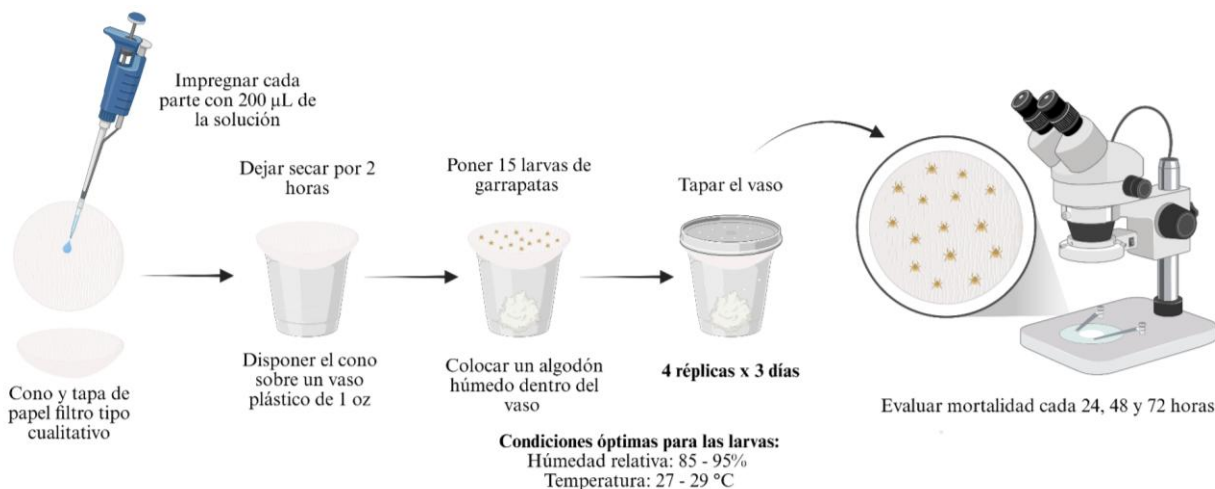 Impregnar cada
parte con 200 µL de
la solución
Cono y tapa de
papel filtro tipo
cualitativo
Dejar secar por 2
horas
Disponer el cono
sobre un vaso
plástico de 1 oz
Poner 15 larvas de
garrapatas
Colocar un algodón
húmedo dentro del
vaso
Tapar el vaso
4 réplicas x 3 días
Condiciones óptimas para las larvas:
Húmedad relativa: 85 - 95%
Temperatura: 27 - 29 °C
Evaluar mortalidad cada 24, 48 y 72 horas